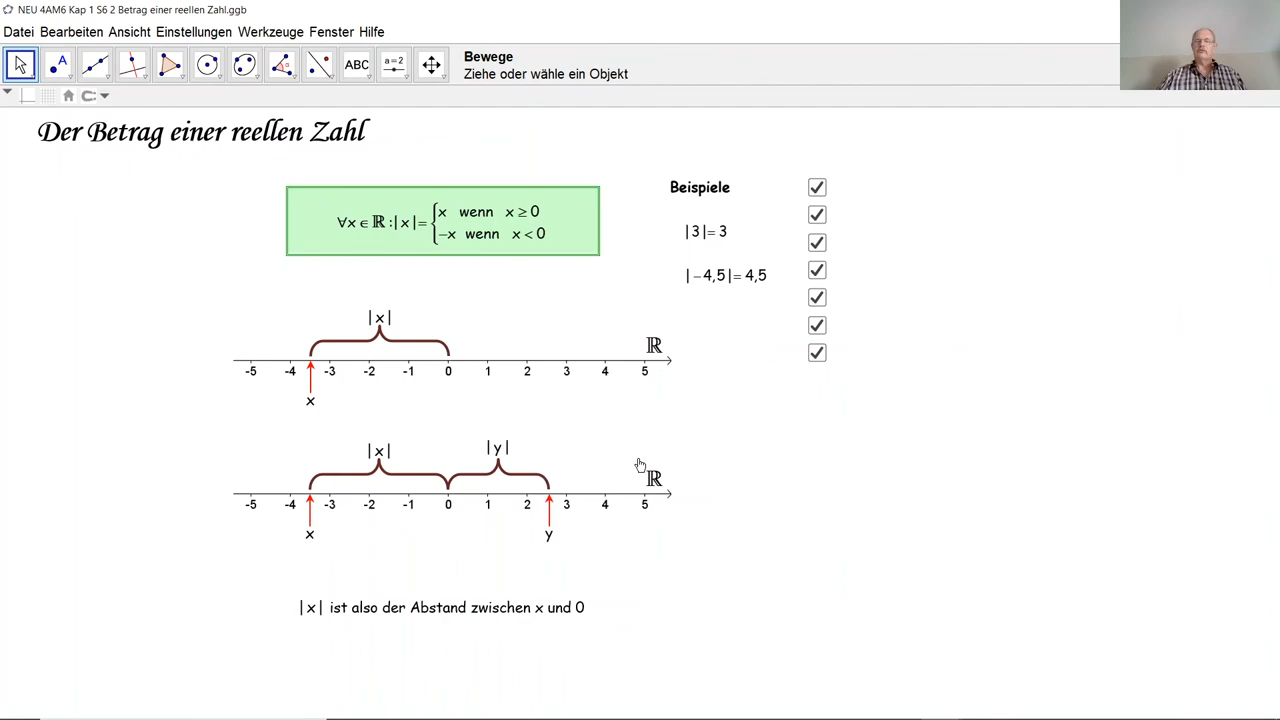 NEU 4AM6 Kap 1 S6 2 Betrag einer reellen Zahl.ggb
Datei Bearbeiten Ansicht Einstellungen Werkzeuge Fenster Hilfe
A
ABC
a=2
Bewege
Ziehe oder wähle ein Objekt
Der Betrag einer reellen Zahl
∀x∈ℝ:|x|={x wenn x ≥ 0
−x wenn x < 0
Beispiele
|3|= 3
|−4,5|= 4,5
|x|
ℝ
-5 -4 -3 -2 -1 0 1 2 3 4 5
x
|x| |y|
ℝ
-5 -4 -3 -2 -1 0 1 2 3 4 5
x y
|x| ist also der Abstand zwischen x und 0